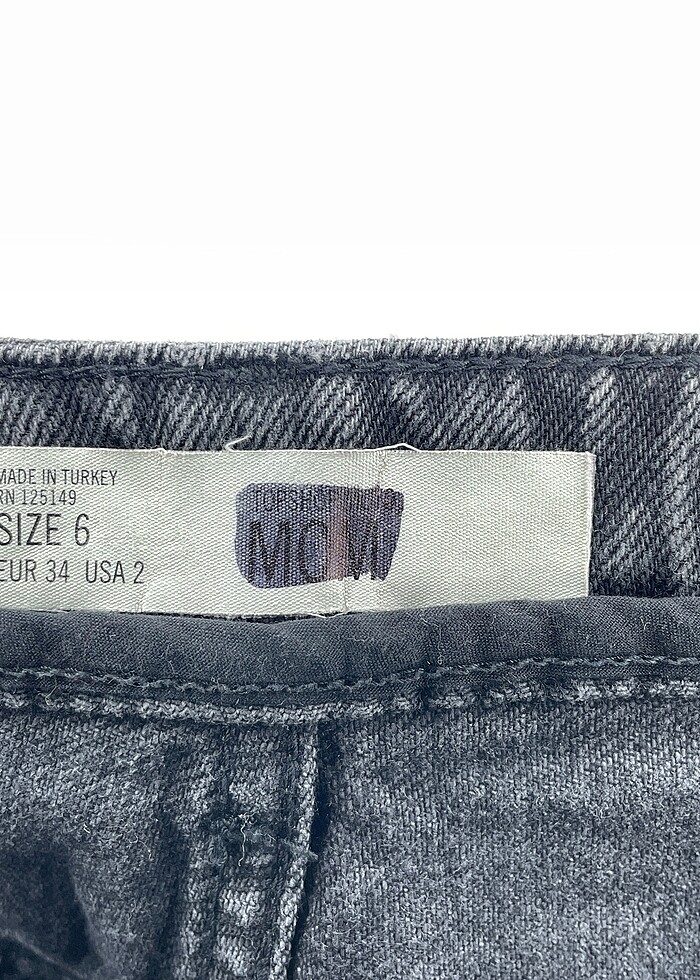 MADE IN TURKEY
RN 125149
SIZE 6
EUR 34 USA 2
MOM